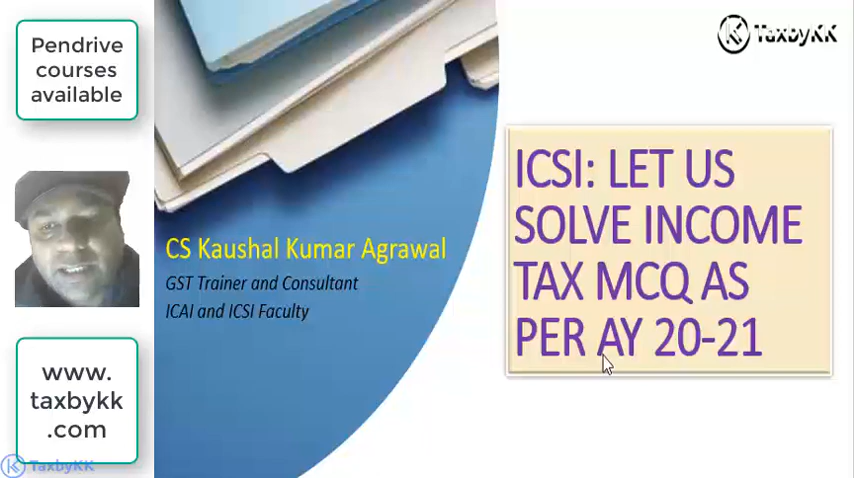 Pendrive
courses
available
TaxbyKK
ICSI: LET US
SOLVE INCOME
TAX MCQ AS
PER AY 20-21
CS Kaushal Kumar Agrawal
GST Trainer and Consultant
ICAI and ICSI Faculty
www.
taxbykk
.com
TaxbyKK